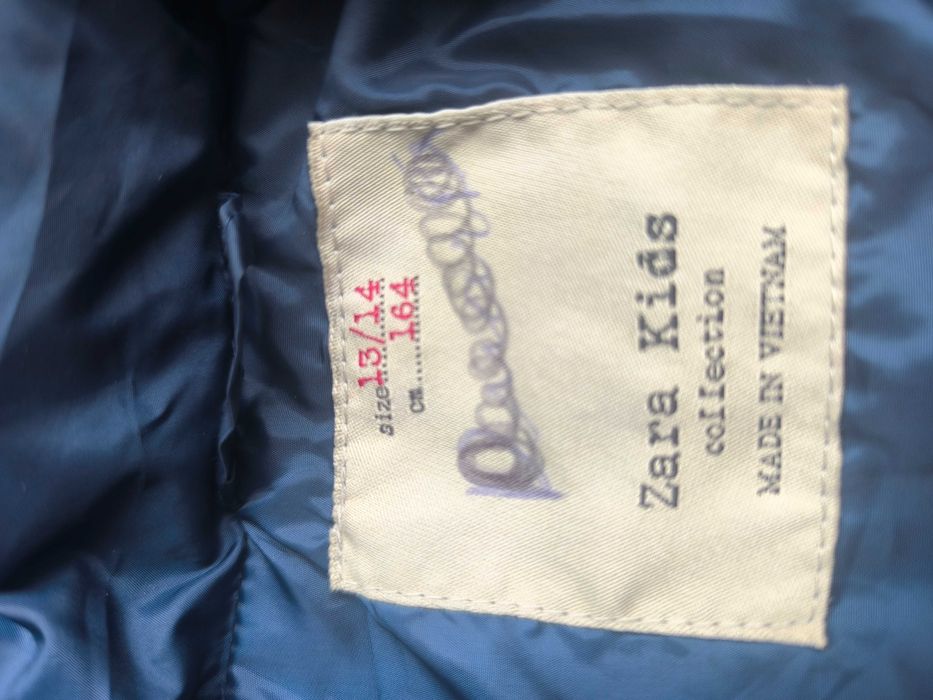 size 13/14
cm 164
Zara Kids
collection
MADE IN VIETNAM